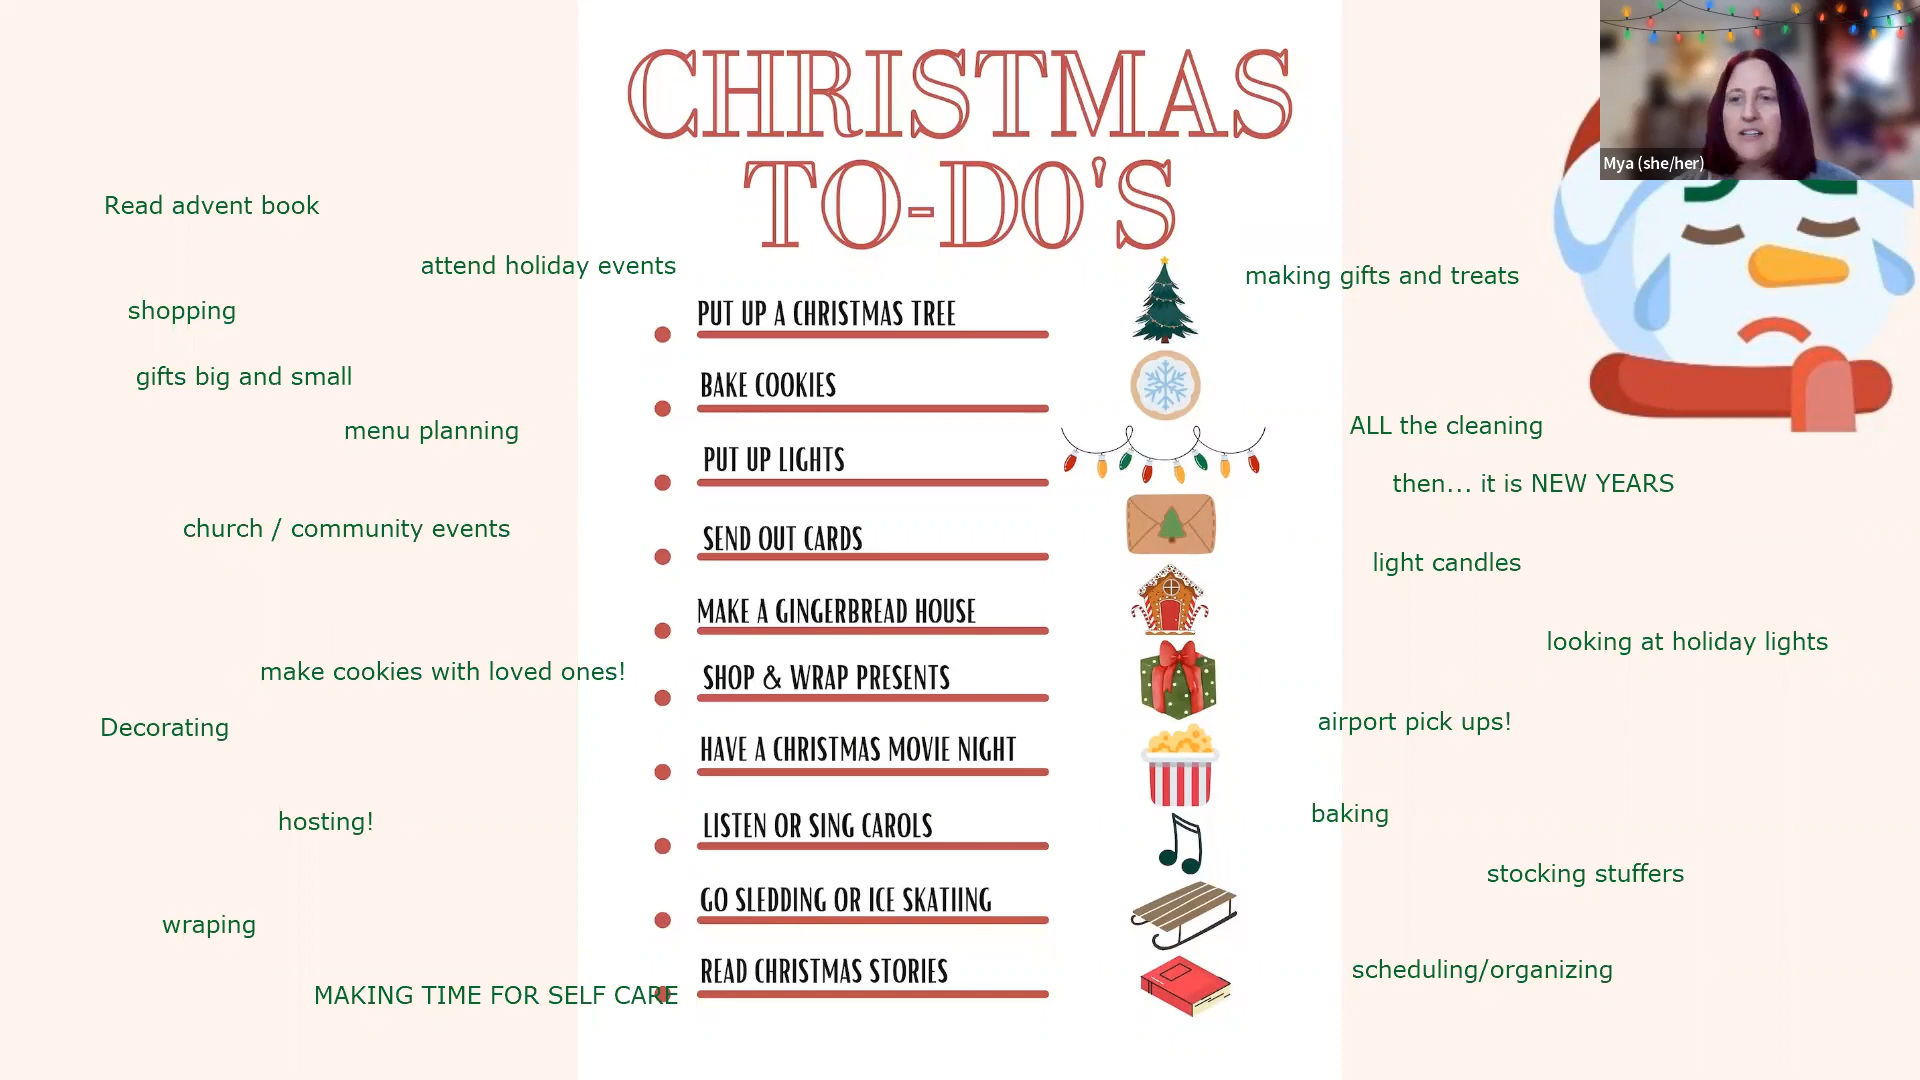 CHRISTMAS
TO-DO'S
Mya (she/her)
Read advent book
attend holiday events
shopping
gifts big and small
menu planning
church / community events
make cookies with loved ones!
Decorating
hosting!
wraping
MAKING TIME FOR SELF CARE
PUT UP A CHRISTMAS TREE
BAKE COOKIES
PUT UP LIGHTS
SEND OUT CARDS
MAKE A GINGERBREAD HOUSE
SHOP & WRAP PRESENTS
HAVE A CHRISTMAS MOVIE NIGHT
LISTEN OR SING CAROLS
GO SLEDDING OR ICE SKATIING
READ CHRISTMAS STORIES
making gifts and treats
ALL the cleaning
then... it is NEW YEARS
light candles
looking at holiday lights
airport pick ups!
baking
stocking stuffers
scheduling/organizing